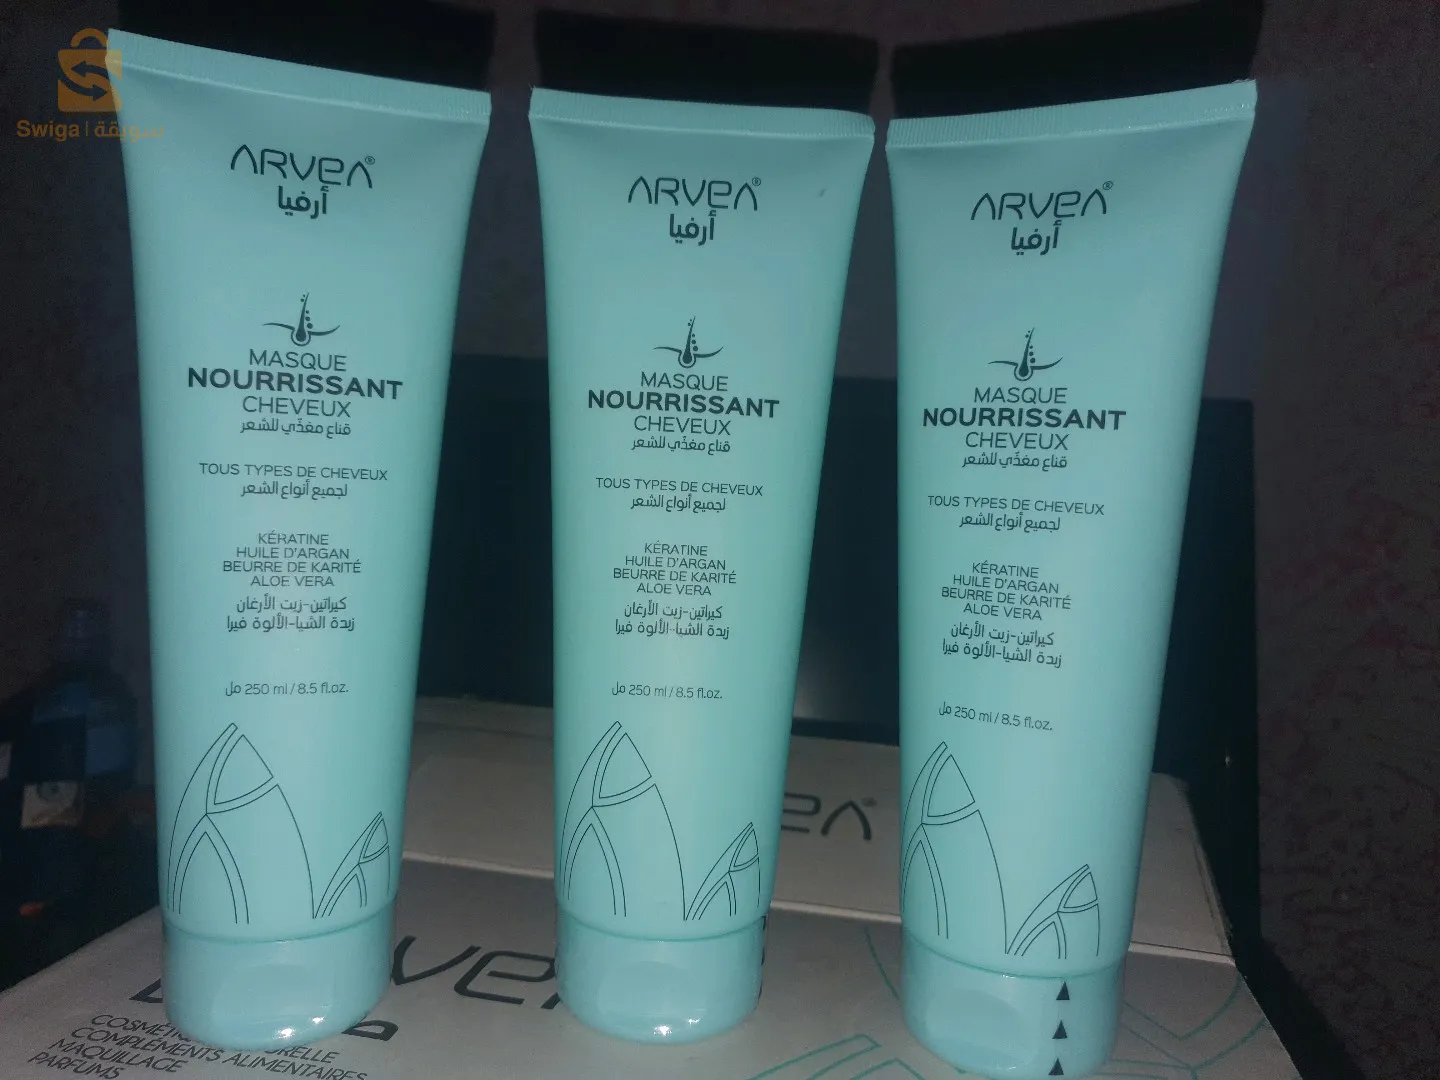 Swiga | سويقة
ARVEA®
أرفيا
MASQUE
NOURRISSANT
CHEVEUX
قناع مغذّي للشعر
TOUS TYPES DE CHEVEUX
لجميع أنواع الشعر
KÉRATINE
HUILE D'ARGAN
BEURRE DE KARITÉ
ALOE VERA
كيراتين-زيت الأرغان
زبدة الشيا-الألوة فيرا
250 ml / 8.5 fl.oz. مل
ARVEA®
أرفيا
MASQUE
NOURRISSANT
CHEVEUX
قناع مغذّي للشعر
TOUS TYPES DE CHEVEUX
لجميع أنواع الشعر
KÉRATINE
HUILE D'ARGAN
BEURRE DE KARITÉ
ALOE VERA
كيراتين-زيت الأرغان
زبدة الشيا-الألوة فيرا
250 ml / 8.5 fl.oz. مل
ARVEA®
أرفيا
MASQUE
NOURRISSANT
CHEVEUX
قناع مغذّي للشعر
TOUS TYPES DE CHEVEUX
لجميع أنواع الشعر
KÉRATINE
HUILE D'ARGAN
BEURRE DE KARITÉ
ALOE VERA
كيراتين-زيت الأرغان
زبدة الشيا-الألوة فيرا
250 ml / 8.5 fl.oz. مل
COMPLÉMENTS ALIMENTAIRES
MAQUILLAGE
PARFUMS